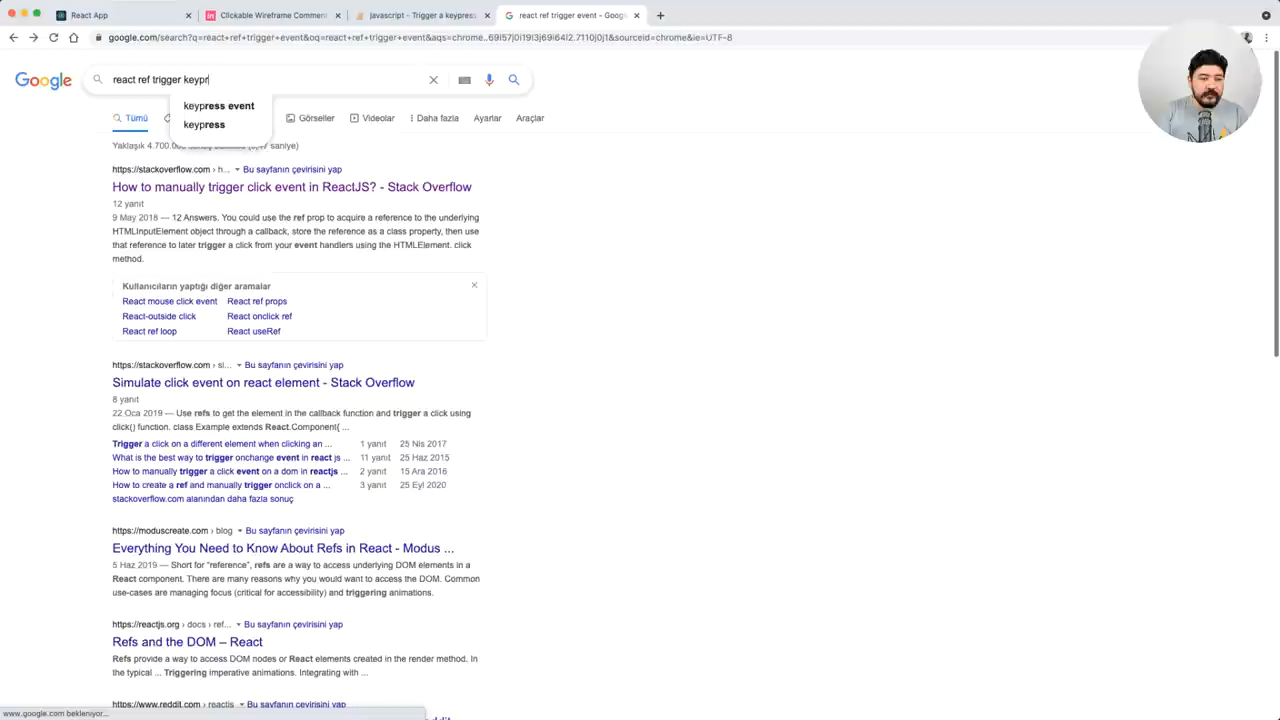 React App
Clickable Wireframe Comment
Javascript - Trigger a keypress
react ref trigger event - Goog
google.com/search?q=react+ref+trigger+event&oq=react+ref+trigger+event&aqs=chrome..69i57j0i19l3j69i64l2.7110j0j1&sourceid=chrome&ie=UTF-8
Google
react ref trigger keypr
keypress event
keypress
Tümü
Görseller
Videolar
Daha fazla
Ayarlar
Araçlar
Yaklaşık 4.700.000
saniye)
https://stackoverflow.com › h... Bu sayfanın çevirisini yap
How to manually trigger click event in ReactJS? - Stack Overflow
12 yanıt
9 May 2018 — 12 Answers. You could use the ref prop to acquire a reference to the underlying
HTMLInputElement object through a callback, store the reference as a class property, then use
that reference to later trigger a click from your event handlers using the HTMLElement. click
method.
Kullanıcıların yaptığı diğer aramalar
React mouse click event React ref props
React-outside click React onclick ref
React ref loop React useRef
https://stackoverflow.com › si... Bu sayfanın çevirisini yap
Simulate click event on react element - Stack Overflow
8 yanıt
22 Oca 2019 — Use refs to get the element in the callback function and trigger a click using
click() function. class Example extends React.Component{ ...
Trigger a click on a different element when clicking an ... 1 yanıt 25 Nis 2017
What is the best way to trigger onchange event in react js ... 11 yanıt 25 Haz 2015
How to manually trigger a click event on a dom in reactjs ... 2 yanıt 15 Ara 2016
How to create a ref and manually trigger onclick on a ... 3 yanıt 25 Eyl 2020
stackoverflow.com alanından daha fazla sonuç
https://moduscreate.com › blog Bu sayfanın çevirisini yap
Everything You Need to Know About Refs in React - Modus ...
5 Haz 2019 — Short for “reference”, refs are a way to access underlying DOM elements in a
React component. There are many reasons why you would want to access the DOM. Common
use-cases are managing focus (critical for accessibility) and triggering animations.
https://reactjs.org › docs › ref... Bu sayfanın çevirisini yap
Refs and the DOM – React
Refs provide a way to access DOM nodes or React elements created in the render method. In
the typical ... Triggering imperative animations. Integrating with ...
https://www.reddit.com › reactjs Bu sayfanın çevirisini yap
www.google.com bekleniyor...